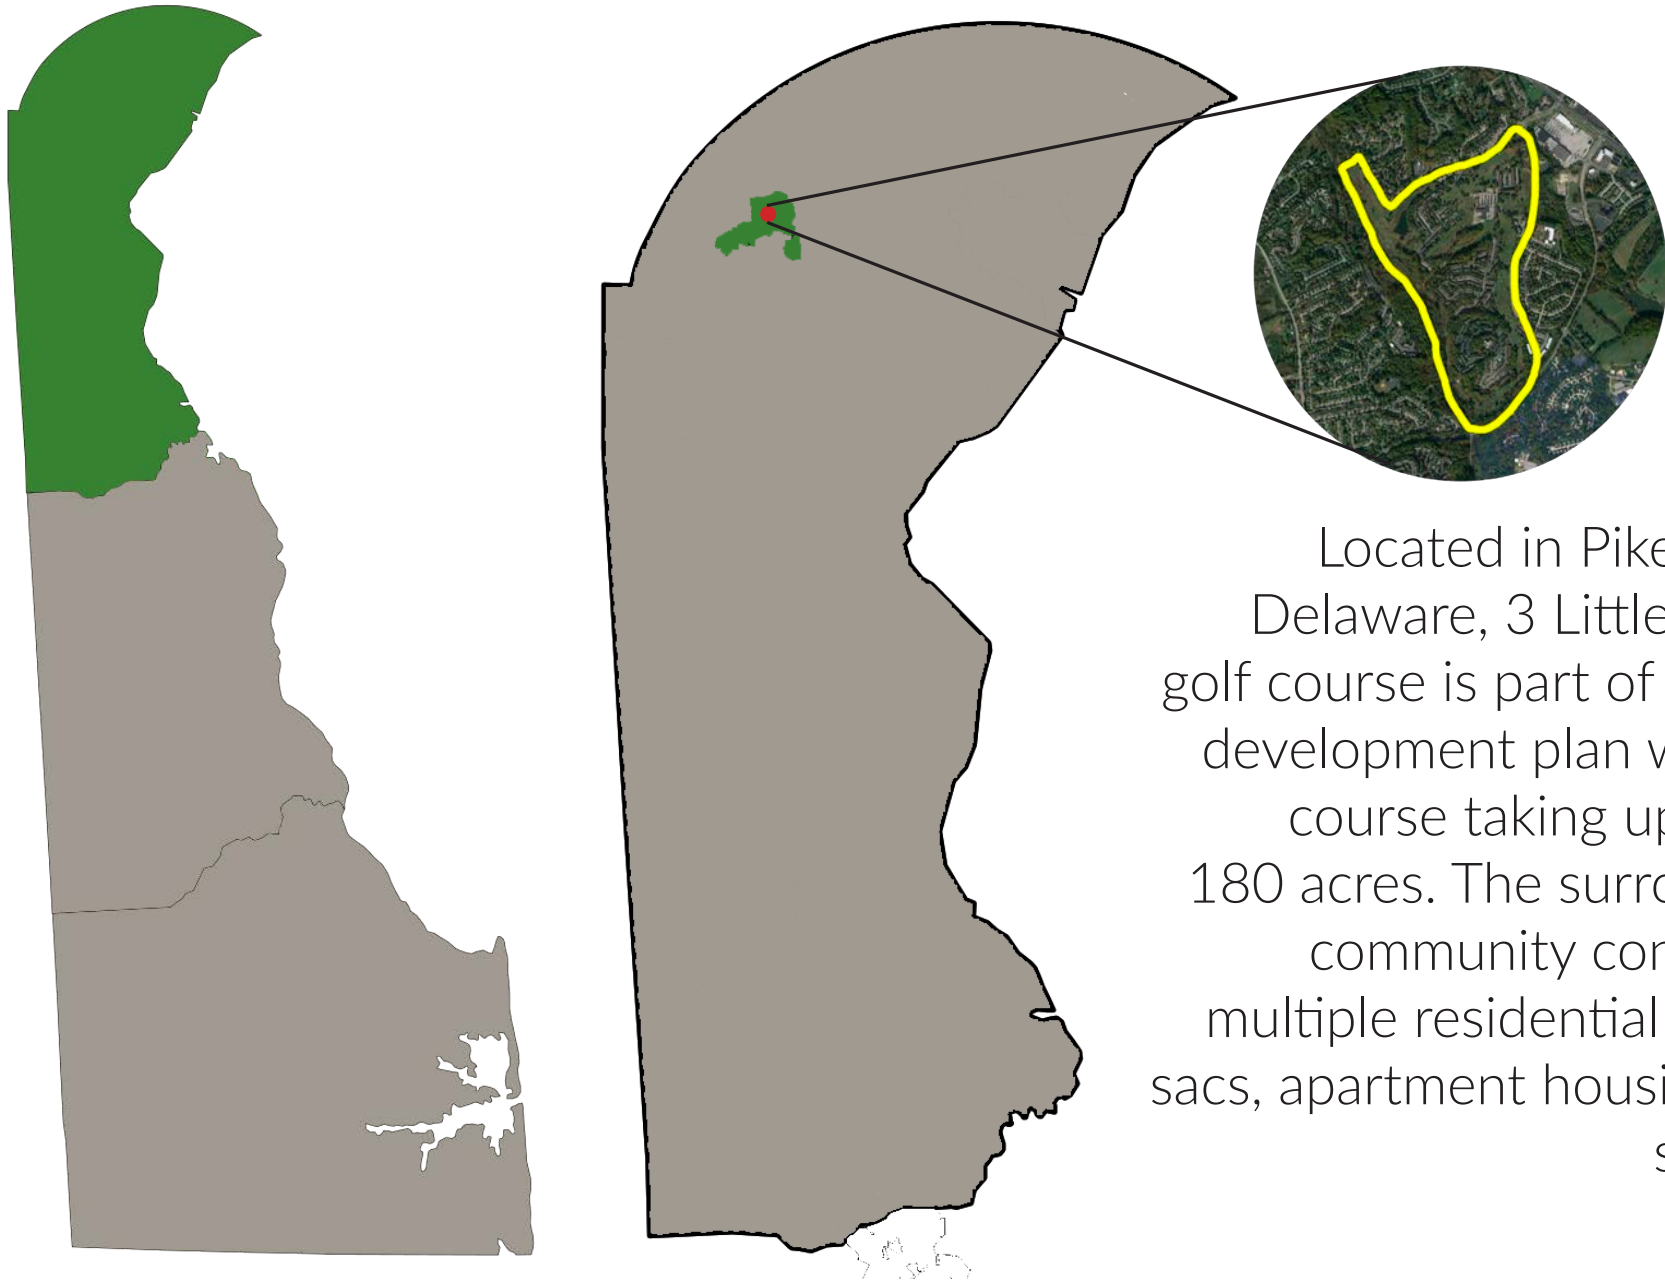 Located in Pike
Delaware, 3 Little
golf course is part of
development plan w
course taking up
180 acres. The surro
community con
multiple residential
sacs, apartment housi
s